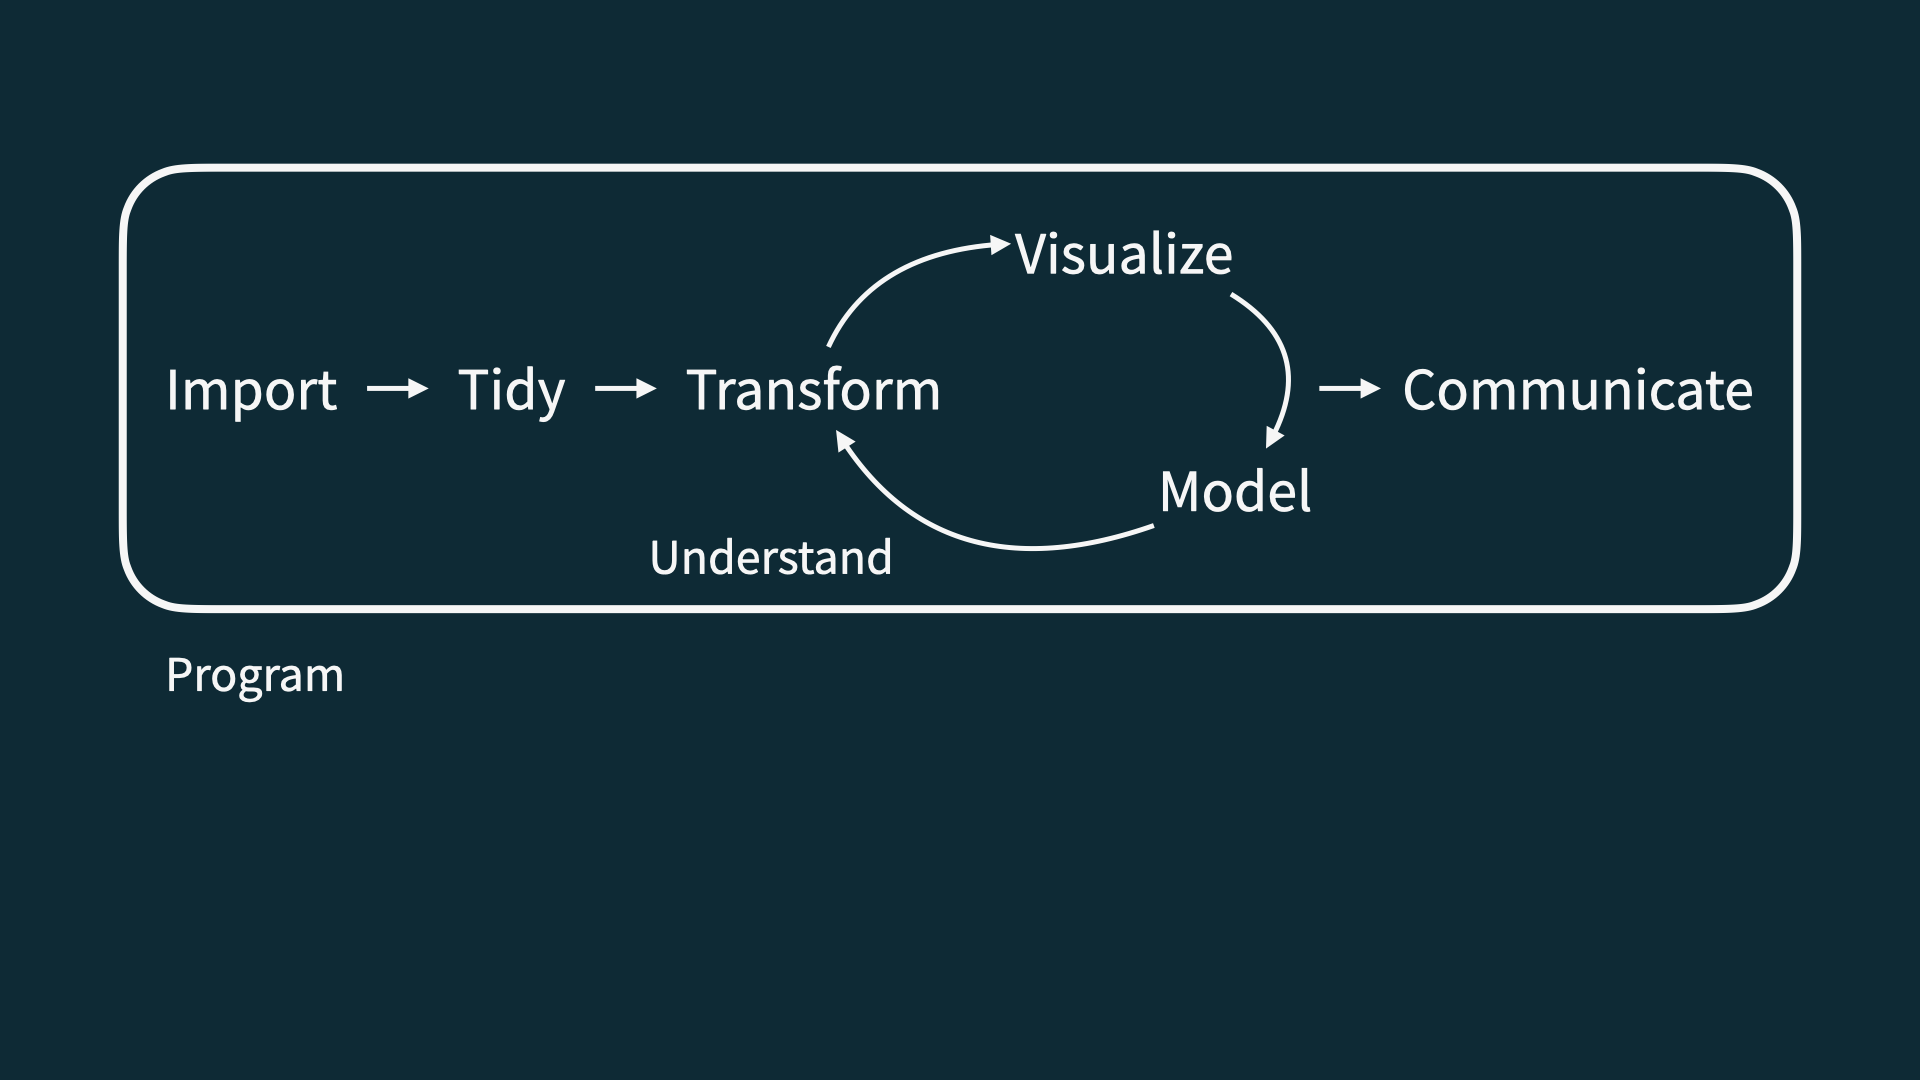 Visualize
Import
Tidy
Transform
Communicate
Model
Understand
Program